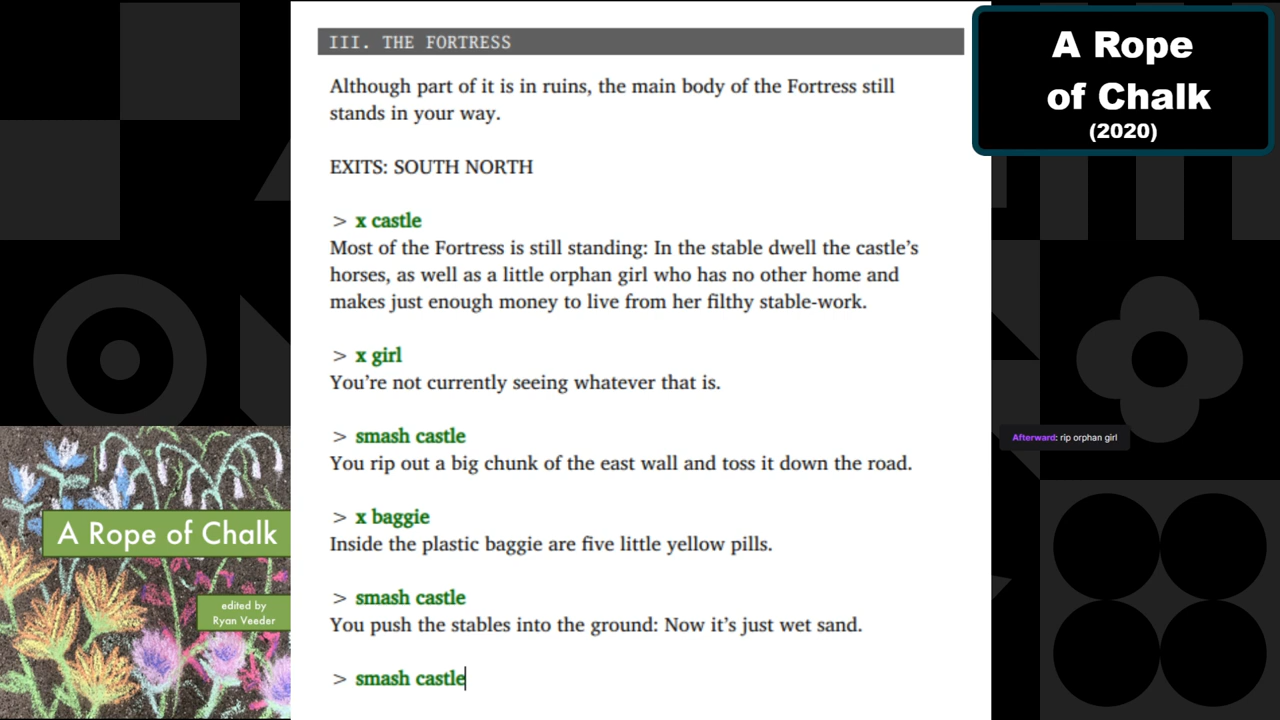 III. THE FORTRESS
Although part of it is in ruins, the main body of the Fortress still
stands in your way.
EXITS: SOUTH NORTH
> x castle
Most of the Fortress is still standing: In the stable dwell the castle’s
horses, as well as a little orphan girl who has no other home and
makes just enough money to live from her filthy stable-work.
> x girl
You’re not currently seeing whatever that is.
> smash castle
You rip out a big chunk of the east wall and toss it down the road.
> x baggie
Inside the plastic baggie are five little yellow pills.
> smash castle
You push the stables into the ground: Now it’s just wet sand.
> smash castle
A Rope
of Chalk
(2020)
Afterward: rip orphan girl
A Rope of Chalk
edited by
Ryan Veeder